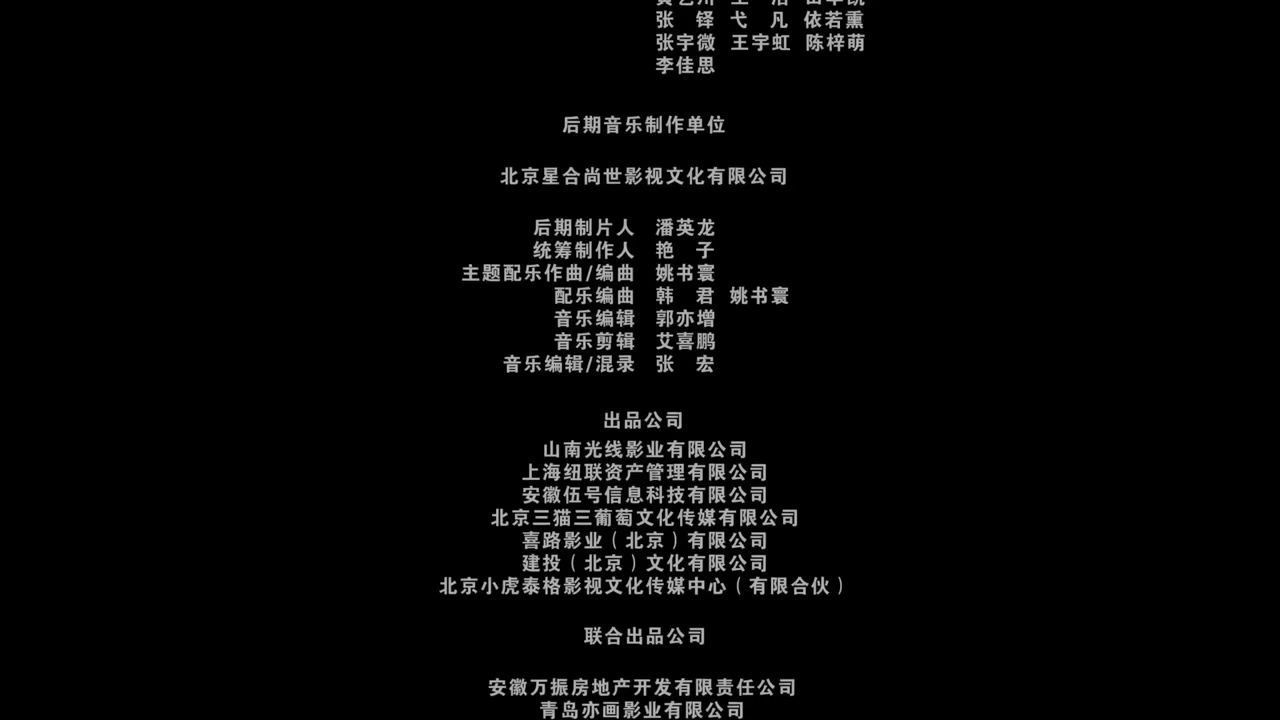 张　铎　弋　凡　依若熏
张宇微　王宇虹　陈梓萌
李佳思
后期音乐制作单位
北京星合尚世影视文化有限公司
后期制片人　潘英龙
统筹制作人　艳　子
主题配乐作曲/编曲　姚书寰
配乐编曲　韩　君　姚书寰
音乐编辑　郭亦增
音乐剪辑　艾喜鹏
音乐编辑/混录　张　宏
出品公司
山南光线影业有限公司
上海纽联资产管理有限公司
安徽伍号信息科技有限公司
北京三猫三葡萄文化传媒有限公司
喜路影业（北京）有限公司
建投（北京）文化有限公司
北京小虎泰格影视文化传媒中心（有限合伙）
联合出品公司
安徽万振房地产开发有限责任公司
青岛亦画影业有限公司